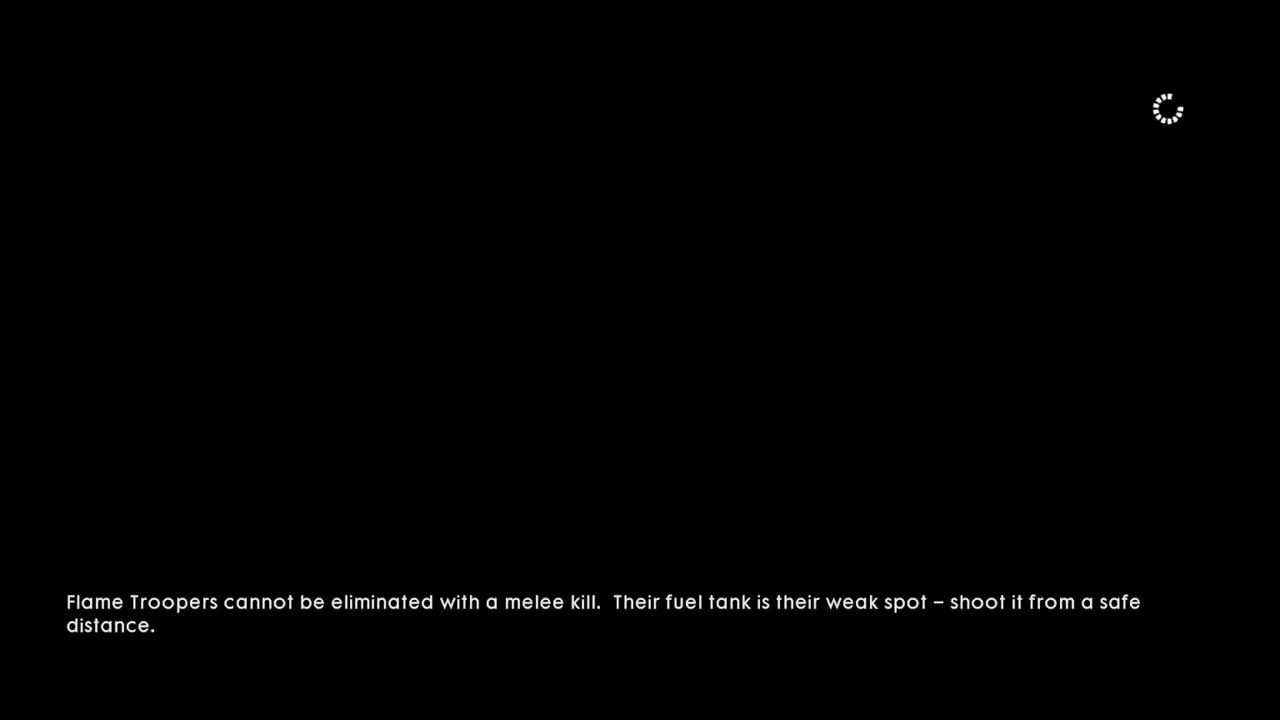 Flame Troopers cannot be eliminated with a melee kill.  Their fuel tank is their weak spot – shoot it from a safe
distance.